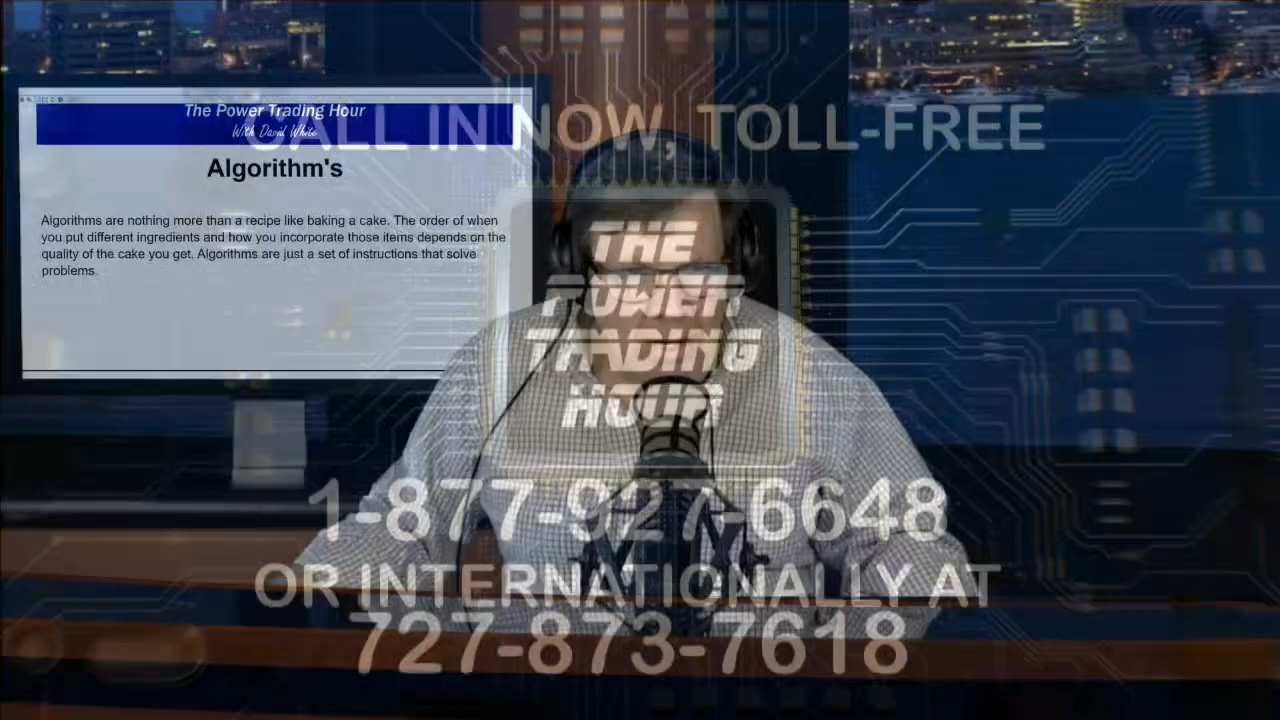 The Power Trading Hour
With David White
Algorithm's
Algorithms are nothing more than a recipe like baking a cake. The order of when
you put different ingredients and how you incorporate those items depends on the
quality of the cake you get. Algorithms are just a set of instructions that solve
problems.
CALL IN NOW, TOLL-FREE
THE
POWER
TRADING
HOUR
1-877-927-6648
OR INTERNATIONALLY AT
727-873-7618